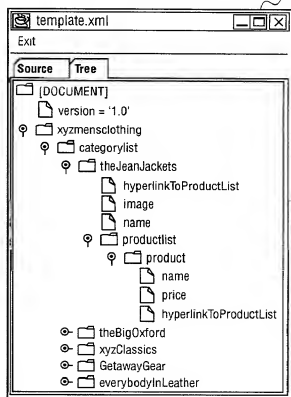 template.xml
Exit
Source Tree
[DOCUMENT]
version = '1.0'
xyzmensclothing
categorylist
theJeanJackets
hyperlinkToProductList
image
name
productlist
product
name
price
hyperlinkToProductList
theBigOxford
xyzClassics
GetawayGear
everybodyInLeather